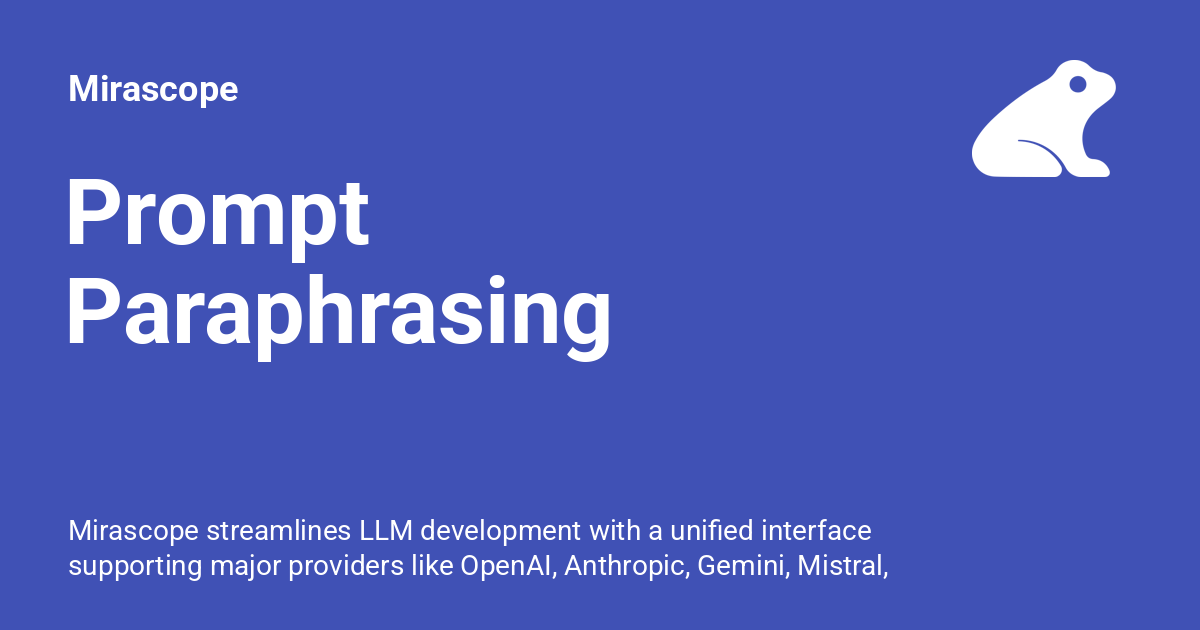 Mirascope
Prompt
Paraphrasing
Mirascope streamlines LLM development with a unified interface
supporting major providers like OpenAI, Anthropic, Gemini, Mistral,